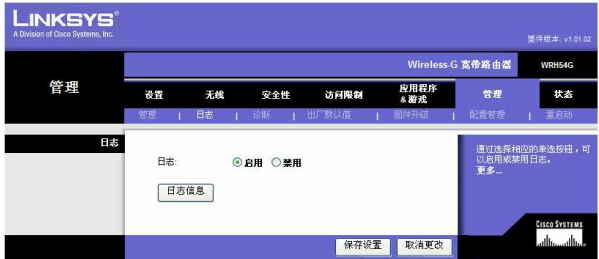 LINKSYS®
A Division of Cisco Systems, Inc.
固件版本: v1.01.02
Wireless-G 宽带路由器 WRH54G
管理
设置 无线 安全性 访问限制 应用程序 & 游戏 管理 状态
管理 | 日志 | 诊断 | 出厂默认值 | 固件升级 | 配置管理 | 重启动
日志
日志: 启用 禁用
日志信息
通过选择相应的单选按钮，可
以启用或禁用日志。
更多...
保存设置 取消更改
CISCO SYSTEMS